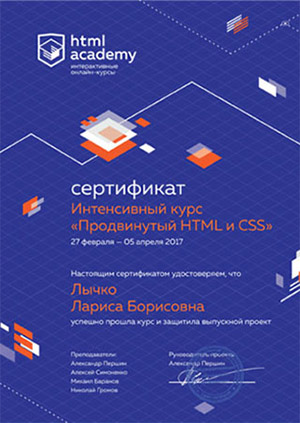 html
academy
интерактивные
онлайн-курсы
сертификат
Интенсивный курс
«Продвинутый HTML и CSS»
27 февраля — 05 апреля 2017
Настоящим сертификатом удостоверяем, что
Лычко
Лариса Борисовна
успешно прошла курс и защитила выпускной проект
Преподаватели:
Александр Першин
Алексей Симоненко
Михаил Баранов
Николай Громов
Руководитель проекта:
Александр Першин